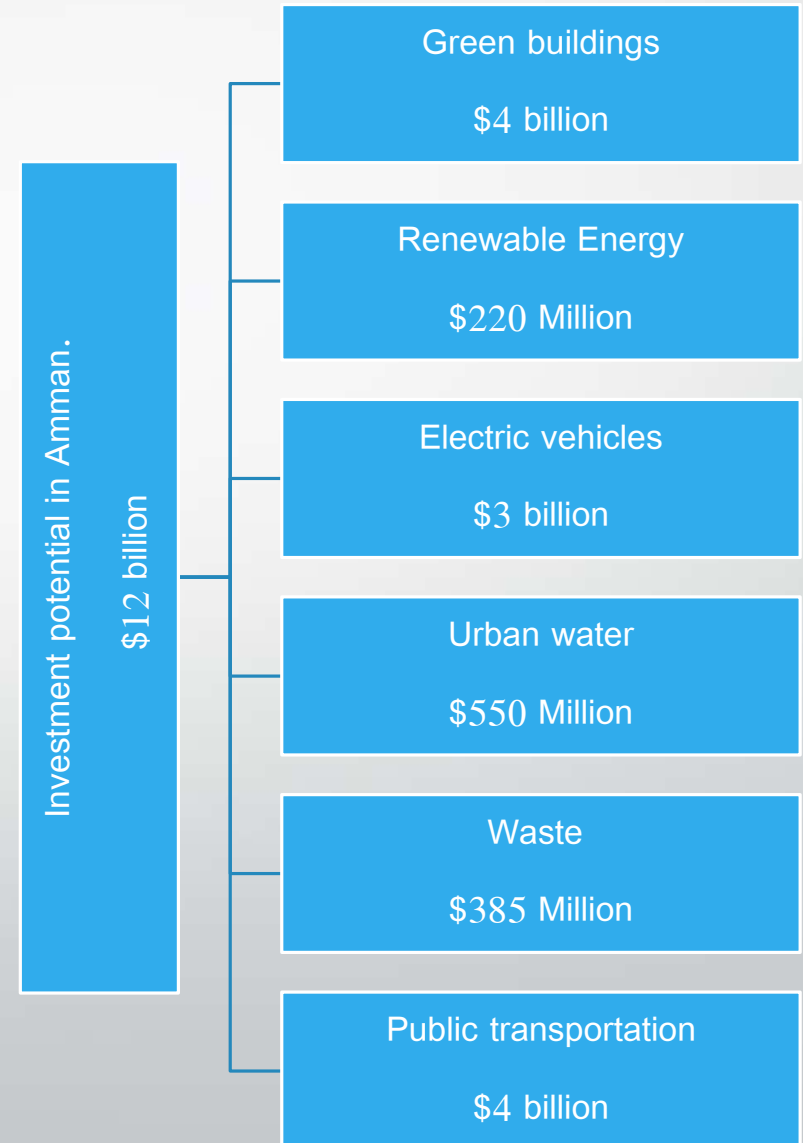 Investment potential in Amman.
$12 billion
Green buildings
$4 billion
Renewable Energy
$220 Million
Electric vehicles
$3 billion
Urban water
$550 Million
Waste
$385 Million
Public transportation
$4 billion